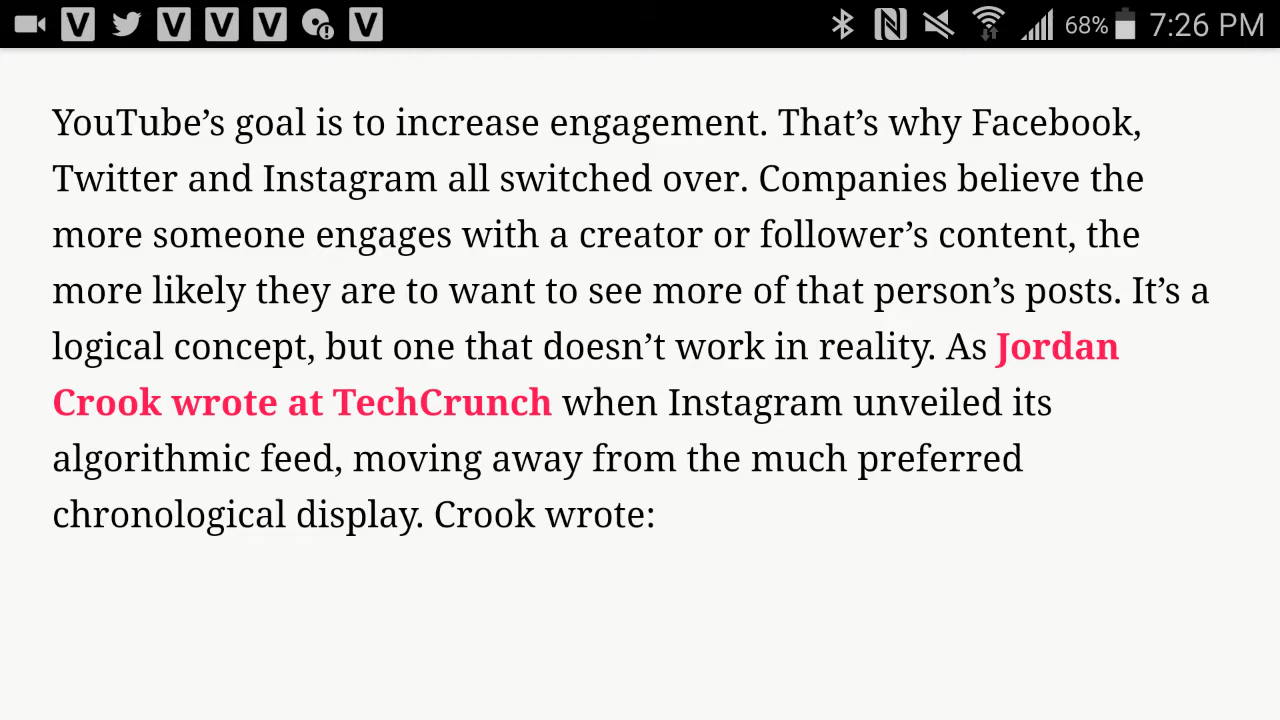 V V V V V 68% 7:26 PM
YouTube’s goal is to increase engagement. That’s why Facebook,
Twitter and Instagram all switched over. Companies believe the
more someone engages with a creator or follower’s content, the
more likely they are to want to see more of that person’s posts. It’s a
logical concept, but one that doesn’t work in reality. As Jordan
Crook wrote at TechCrunch when Instagram unveiled its
algorithmic feed, moving away from the much preferred
chronological display. Crook wrote: